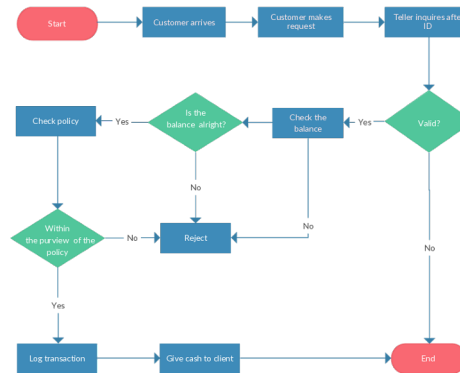 Start
Customer arrives
Customer makes
request
Teller inquires after
ID
Valid?
Yes
Check the
balance
Is the
balance alright?
Yes
Check policy
No
No
No
Within
the purview of the
policy
No
Reject
Yes
Log transaction
Give cash to client
End